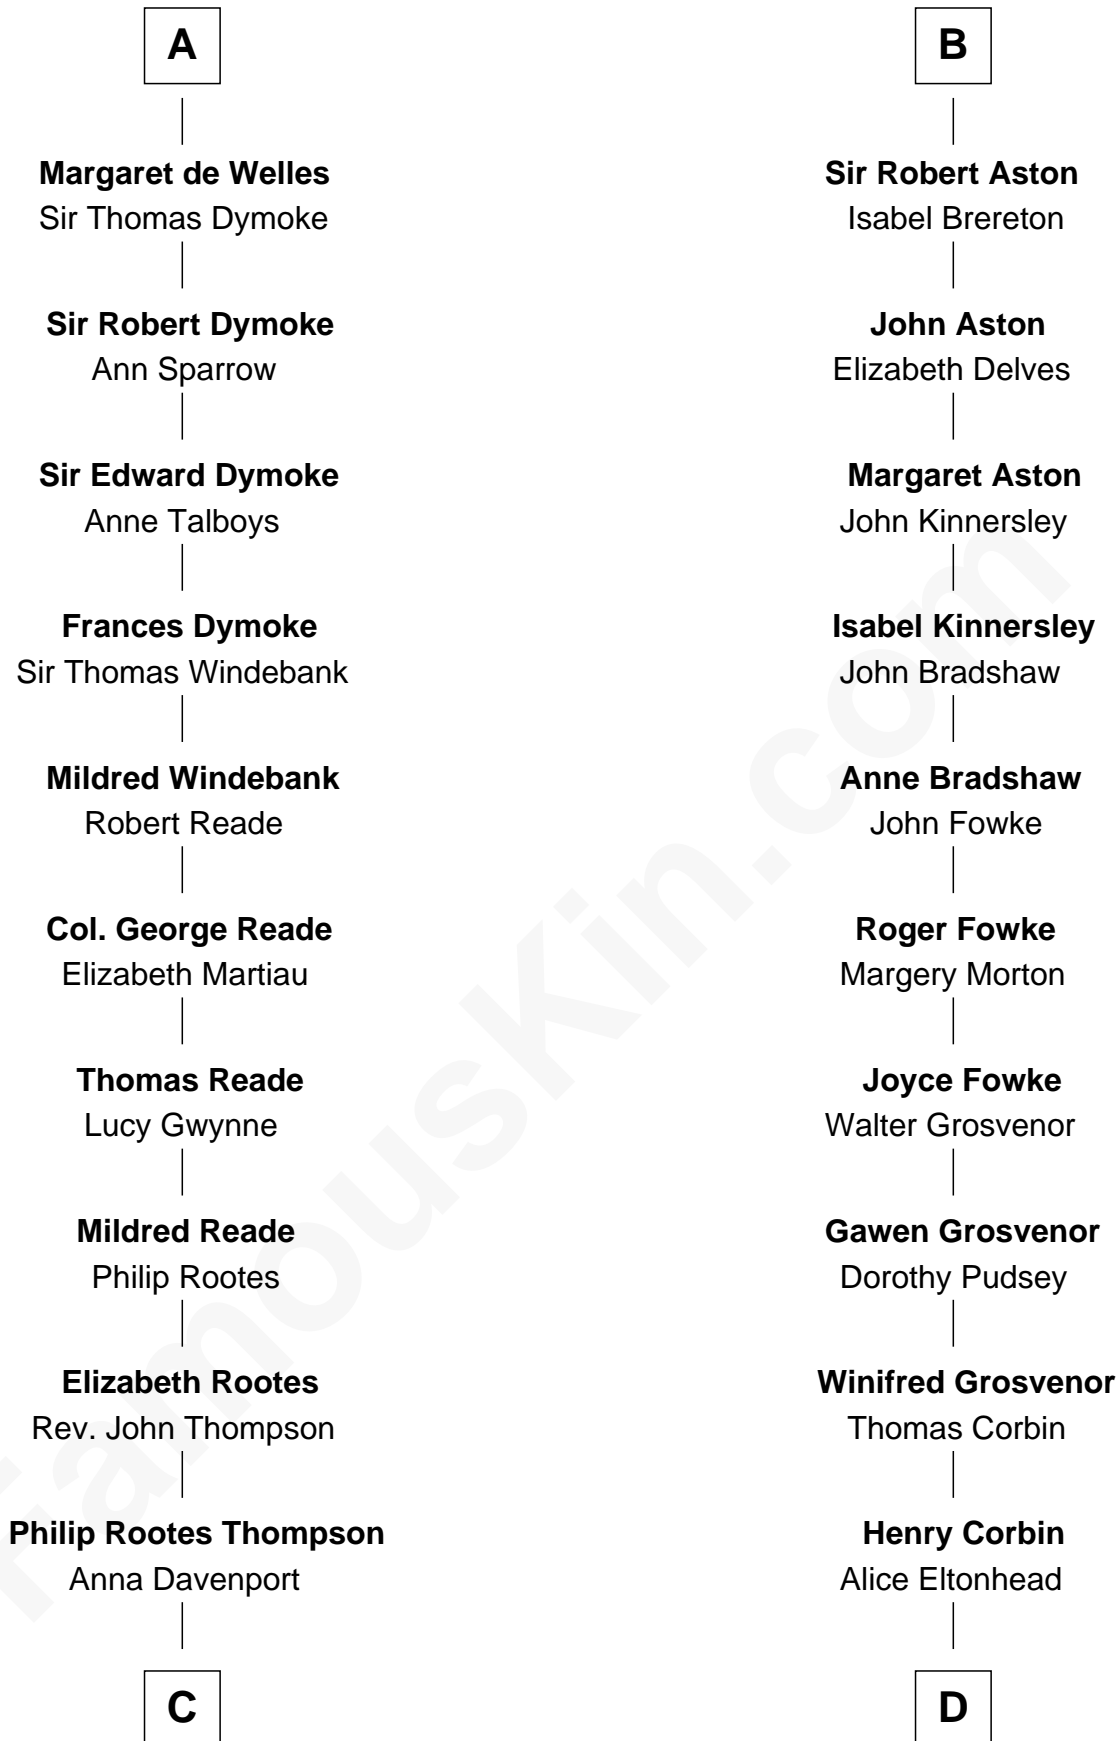 A
Margaret de Welles
Sir Thomas Dymoke
Sir Robert Dymoke
Ann Sparrow
Sir Edward Dymoke
Anne Talboys
Frances Dymoke
Sir Thomas Windebank
Mildred Windebank
Robert Reade
Col. George Reade
Elizabeth Martiau
Thomas Reade
Lucy Gwynne
Mildred Reade
Philip Rootes
Elizabeth Rootes
Rev. John Thompson
Philip Rootes Thompson
Anna Davenport
C
B
Sir Robert Aston
Isabel Brereton
John Aston
Elizabeth Delves
Margaret Aston
John Kinnersley
Isabel Kinnersley
John Bradshaw
Anne Bradshaw
John Fowke
Roger Fowke
Margery Morton
Joyce Fowke
Walter Grosvenor
Gawen Grosvenor
Dorothy Pudsey
Winifred Grosvenor
Thomas Corbin
Henry Corbin
Alice Eltonhead
D
FamousKin.com